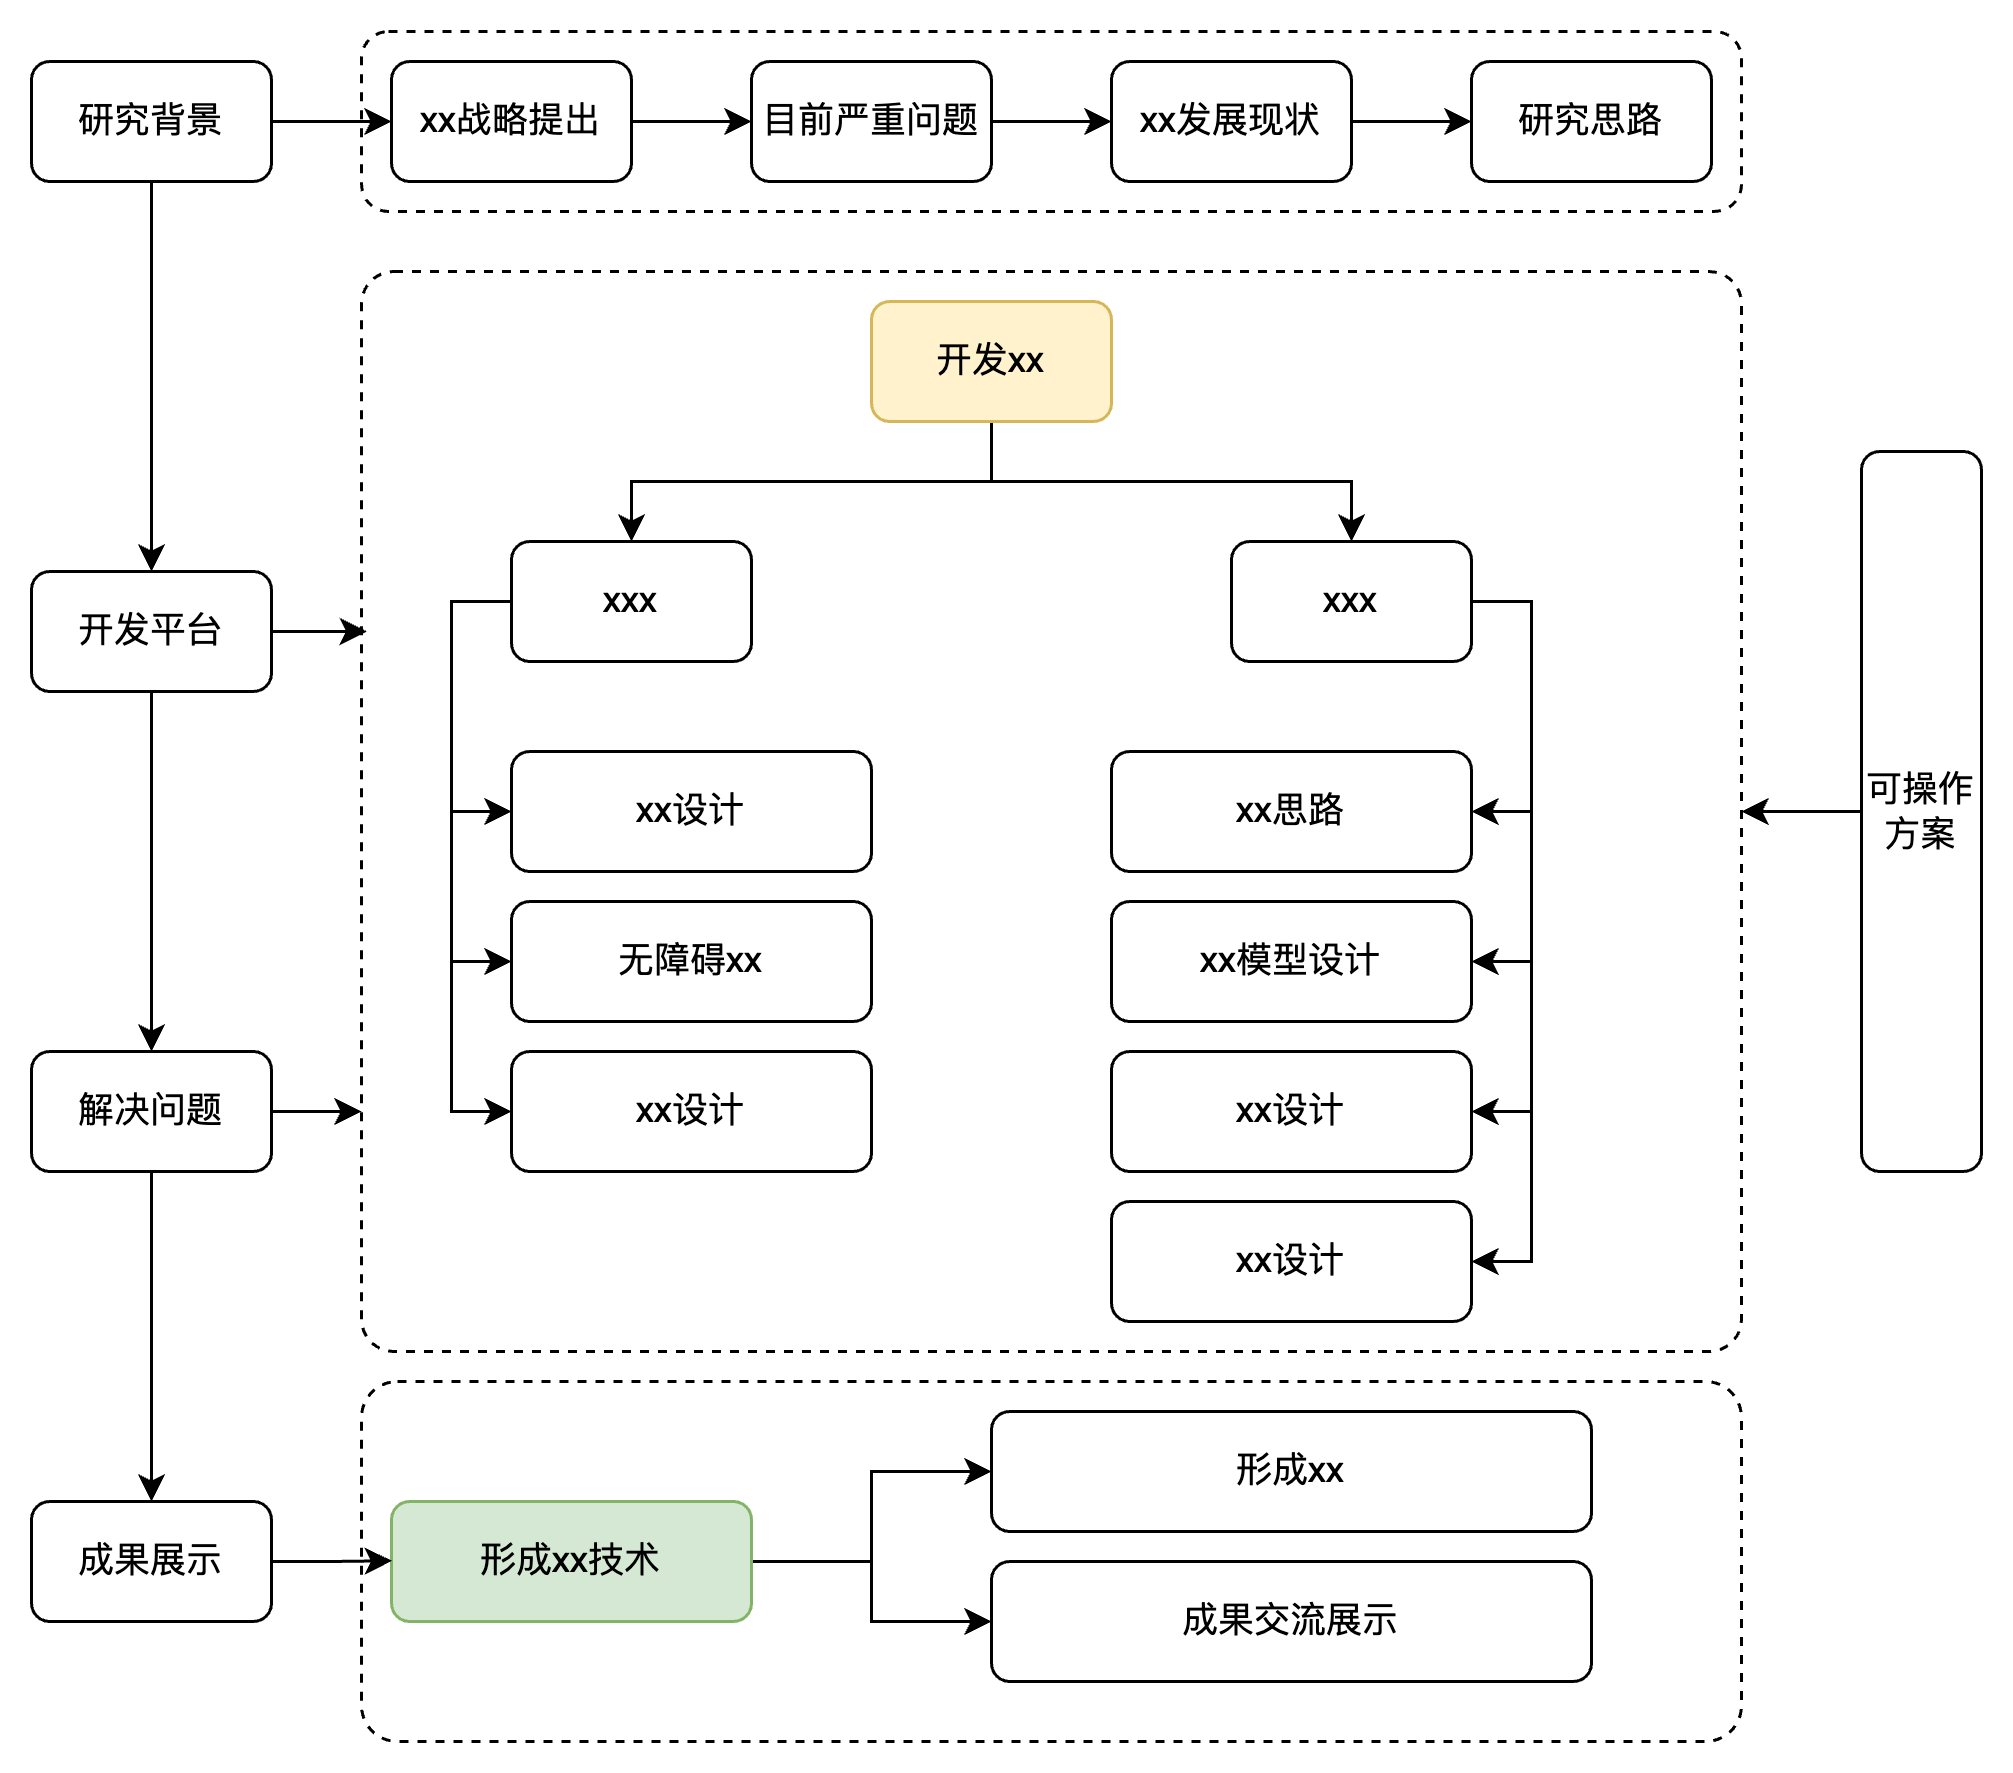 研究背景
xx战略提出
目前严重问题
xx发展现状
研究思路
开发xx
开发平台
xxx
xxx
xx设计
xx思路
可操作
方案
无障碍xx
xx模型设计
解决问题
xx设计
xx设计
xx设计
形成xx
成果展示
形成xx技术
成果交流展示